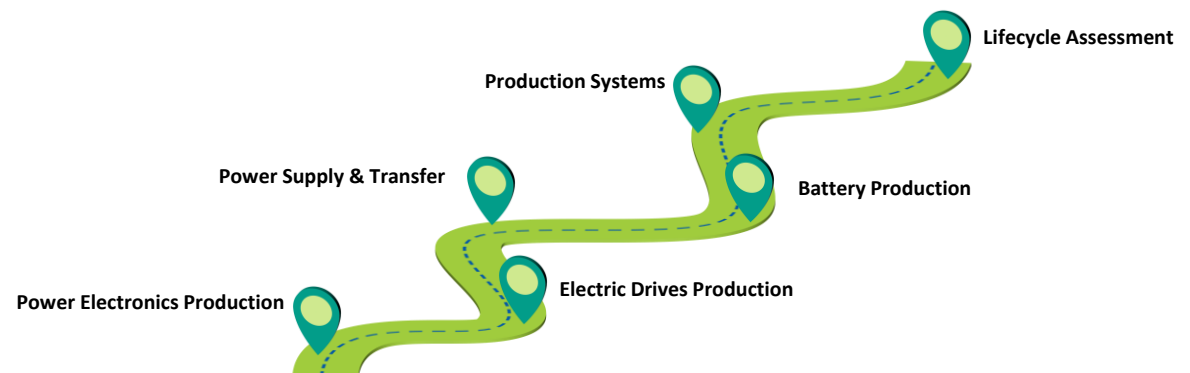 Lifecycle Assessment
Production Systems
Power Supply & Transfer
Battery Production
Electric Drives Production
Power Electronics Production